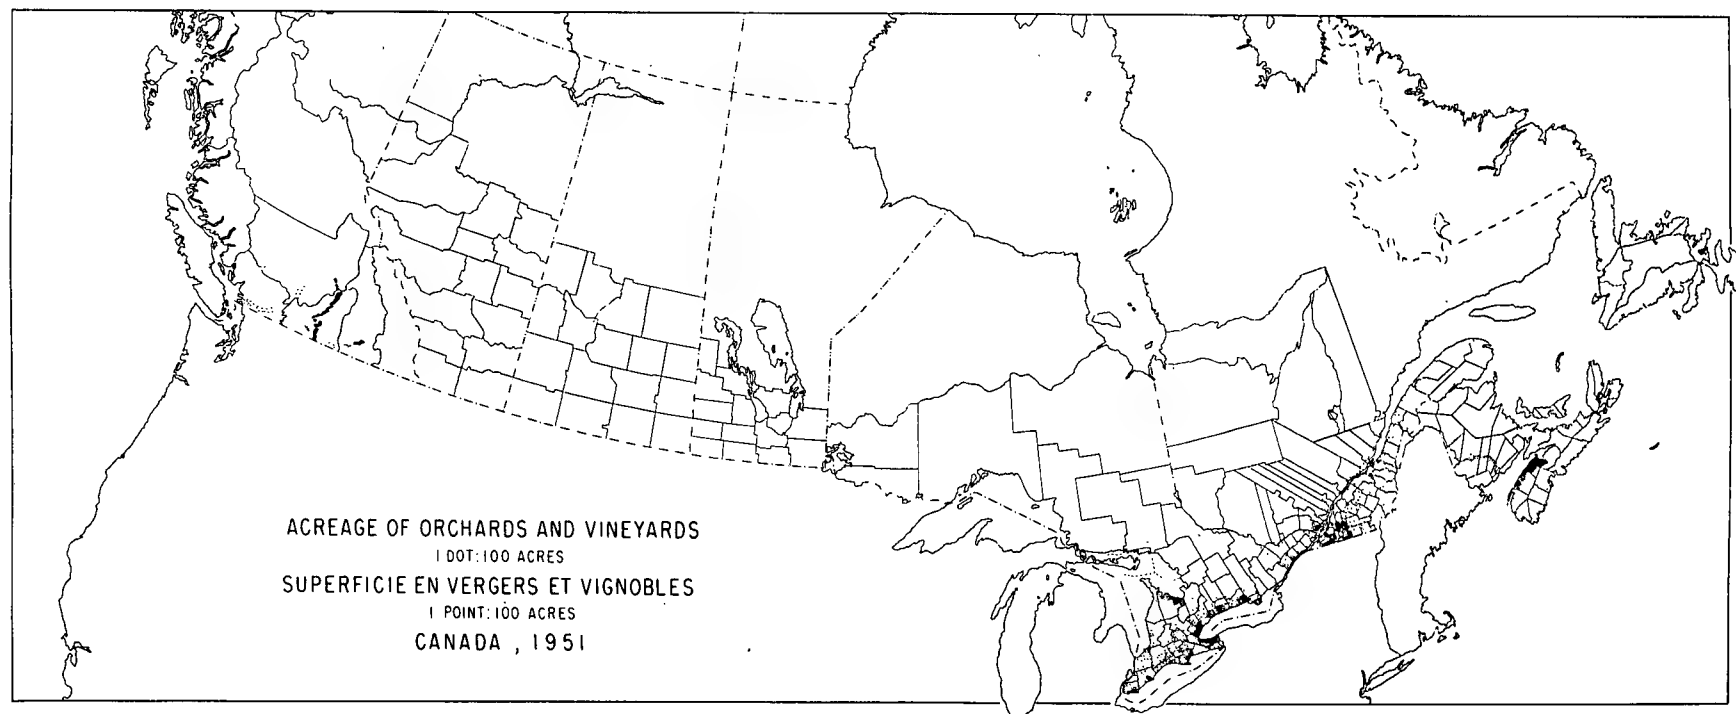 ACREAGE OF ORCHARDS AND VINEYARDS
1 DOT:100 ACRES
SUPERFICIE EN VERGERS ET VIGNOBLES
1 POINT:100 ACRES
CANADA , 1951